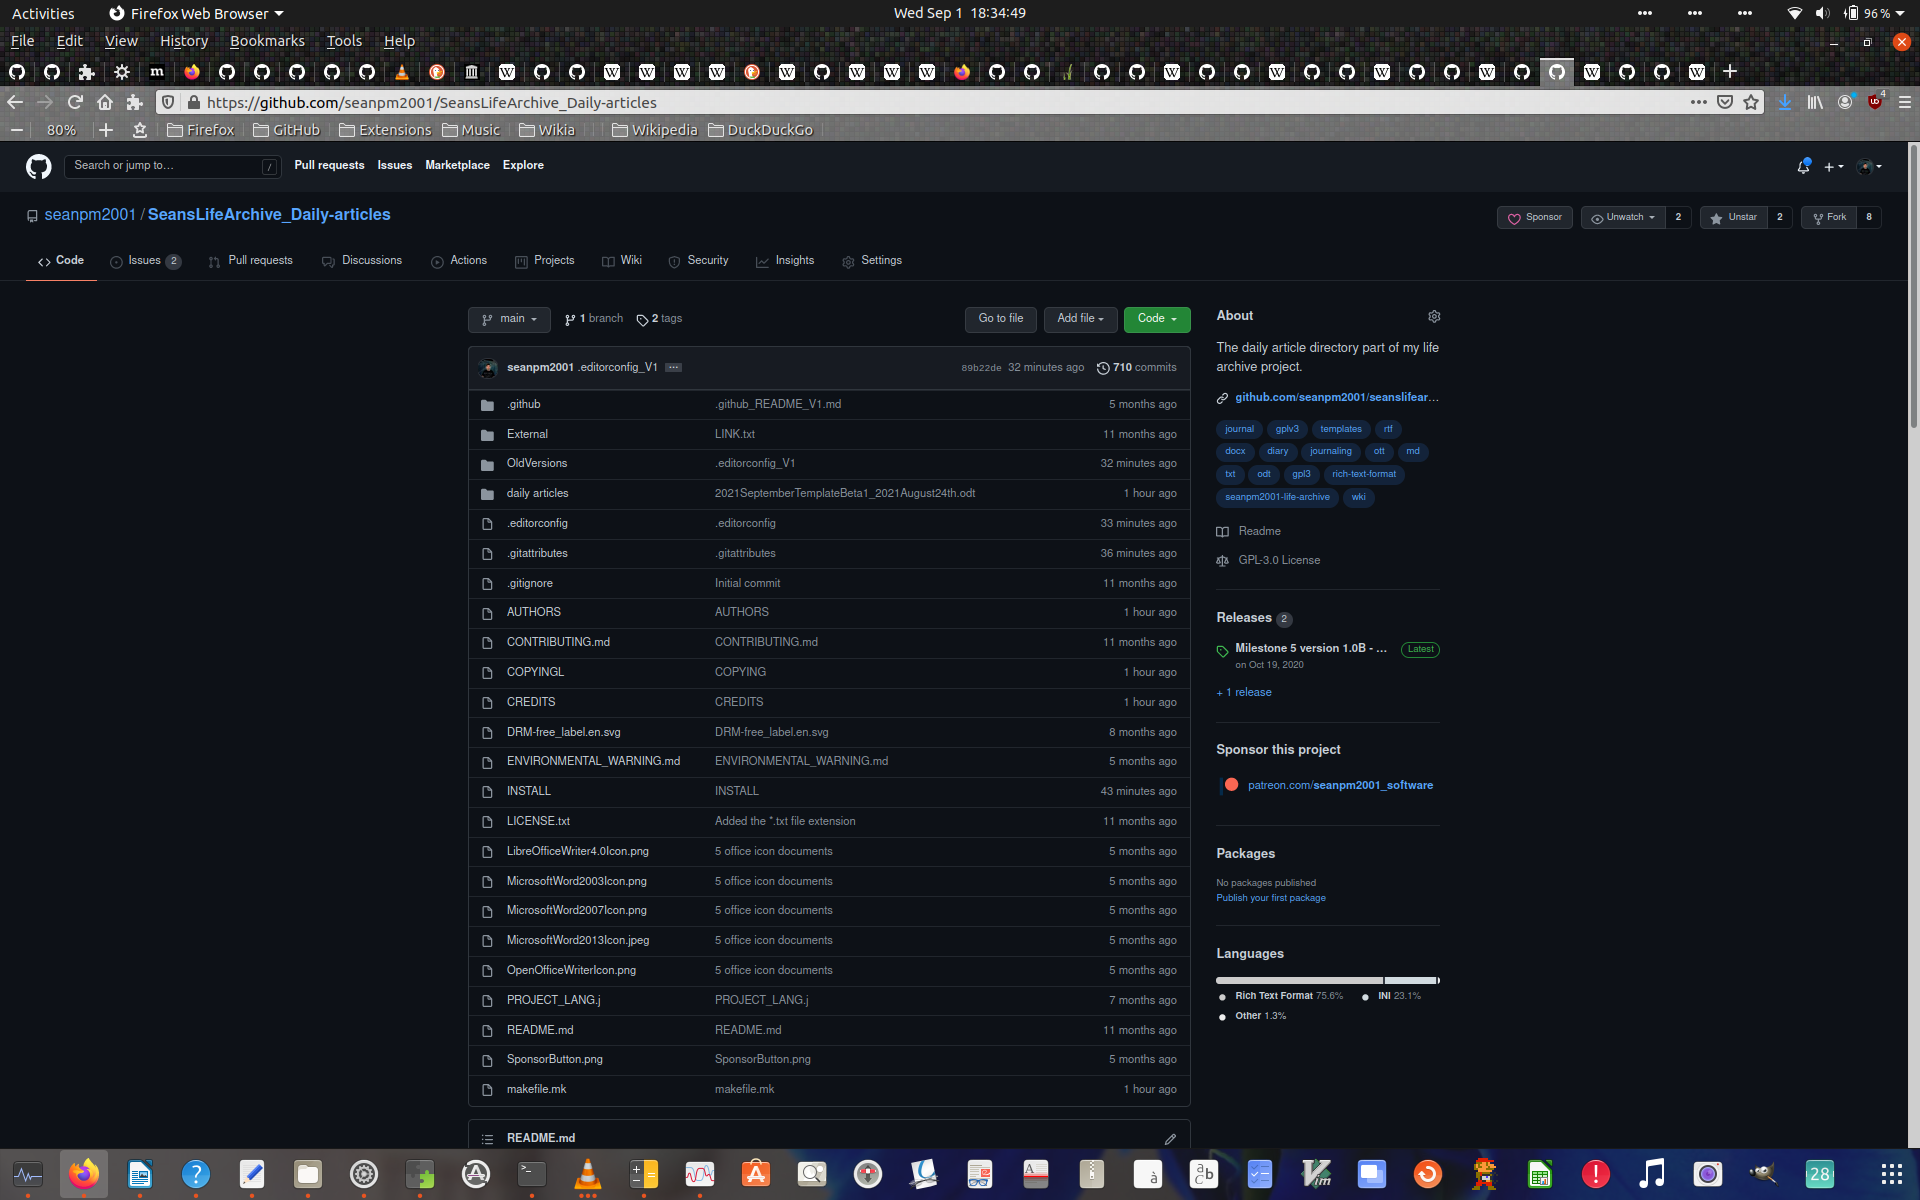 Activities Firefox Web Browser Wed Sep 1 18:34:49 96%
File Edit View History Bookmarks Tools Help
https://github.com/seanpm2001/SeansLifeArchive_Daily-articles 4
80% Firefox GitHub Extensions Music Wikia Wikipedia DuckDuckGo
Search or jump to… / Pull requests Issues Marketplace Explore
seanpm2001 / SeansLifeArchive_Daily-articles Sponsor Unwatch 2 Unstar 2 Fork 8
Code Issues 2 Pull requests Discussions Actions Projects Wiki Security Insights Settings
main 1 branch 2 tags Go to file Add file Code
seanpm2001 .editorconfig_V1 89b22de 32 minutes ago 710 commits
.github .github_README_V1.md 5 months ago
External LINK.txt 11 months ago
OldVersions .editorconfig_V1 32 minutes ago
daily articles 2021SeptemberTemplateBeta1_2021August24th.odt 1 hour ago
.editorconfig .editorconfig 33 minutes ago
.gitattributes .gitattributes 36 minutes ago
.gitignore Initial commit 11 months ago
AUTHORS AUTHORS 1 hour ago
CONTRIBUTING.md CONTRIBUTING.md 11 months ago
COPYINGL COPYING 1 hour ago
CREDITS CREDITS 1 hour ago
DRM-free_label.en.svg DRM-free_label.en.svg 8 months ago
ENVIRONMENTAL_WARNING.md ENVIRONMENTAL_WARNING.md 5 months ago
INSTALL INSTALL 43 minutes ago
LICENSE.txt Added the *.txt file extension 11 months ago
LibreOfficeWriter4.0Icon.png 5 office icon documents 5 months ago
MicrosoftWord2003Icon.png 5 office icon documents 5 months ago
MicrosoftWord2007Icon.png 5 office icon documents 5 months ago
MicrosoftWord2013Icon.jpeg 5 office icon documents 5 months ago
OpenOfficeWriterIcon.png 5 office icon documents 5 months ago
PROJECT_LANG.j PROJECT_LANG.j 7 months ago
README.md README.md 11 months ago
SponsorButton.png SponsorButton.png 5 months ago
makefile.mk makefile.mk 1 hour ago
README.md
About
The daily article directory part of my life
archive project.
github.com/seanpm2001/seanslifear…
journal gplv3 templates rtf
docx diary journaling ott md
txt odt gpl3 rich-text-format
seanpm2001-life-archive wki
Readme
GPL-3.0 License
Releases 2
Milestone 5 version 1.0B - … Latest
on Oct 19, 2020
+ 1 release
Sponsor this project
patreon.com/seanpm2001_software
Packages
No packages published
Publish your first package
Languages
Rich Text Format 75.6% INI 23.1%
Other 1.3%
28